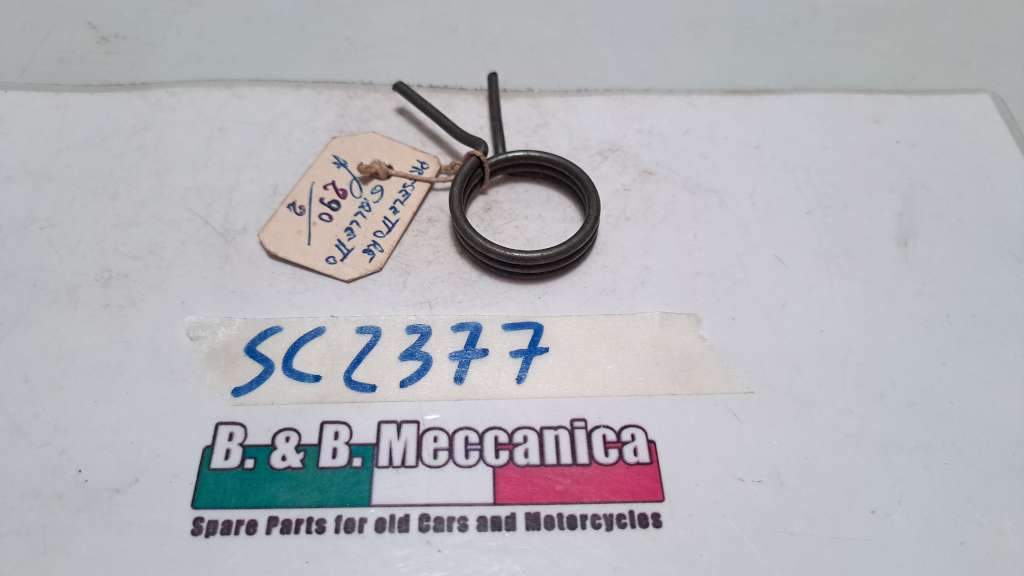 PR SELETTORE
GALLETTO
290
2
SC2377
B. & B. Meccanica
Spare Parts for old Cars and Motorcycles